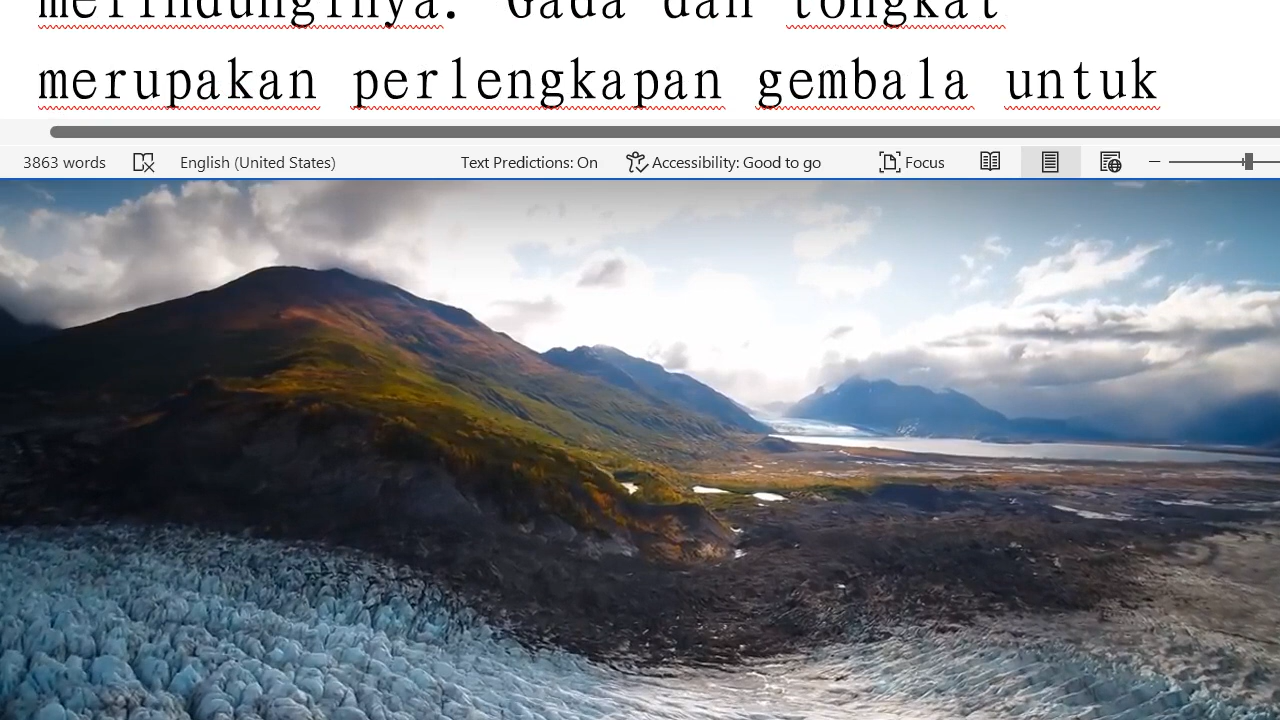 melindunginya. Gada dan tongkat
merupakan perlengkapan gembala untuk
3863 words English (United States) Text Predictions: On Accessibility: Good to go Focus